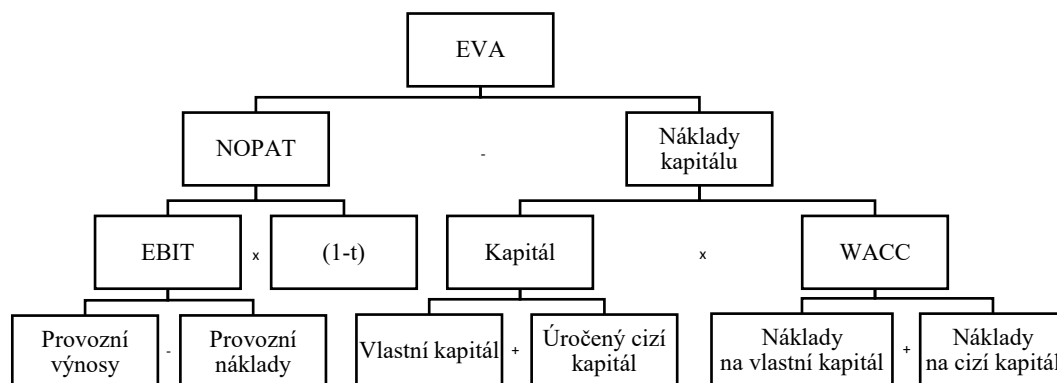 EVA
NOPAT
-
Náklady
kapitálu
EBIT
x
(1-t)
Kapitál
x
WACC
Provozní
výnosy
-
Provozní
náklady
Vlastní kapitál
+
Úročený cizí
kapitál
Náklady
na vlastní kapitál
+
Náklady
na cizí kapitál